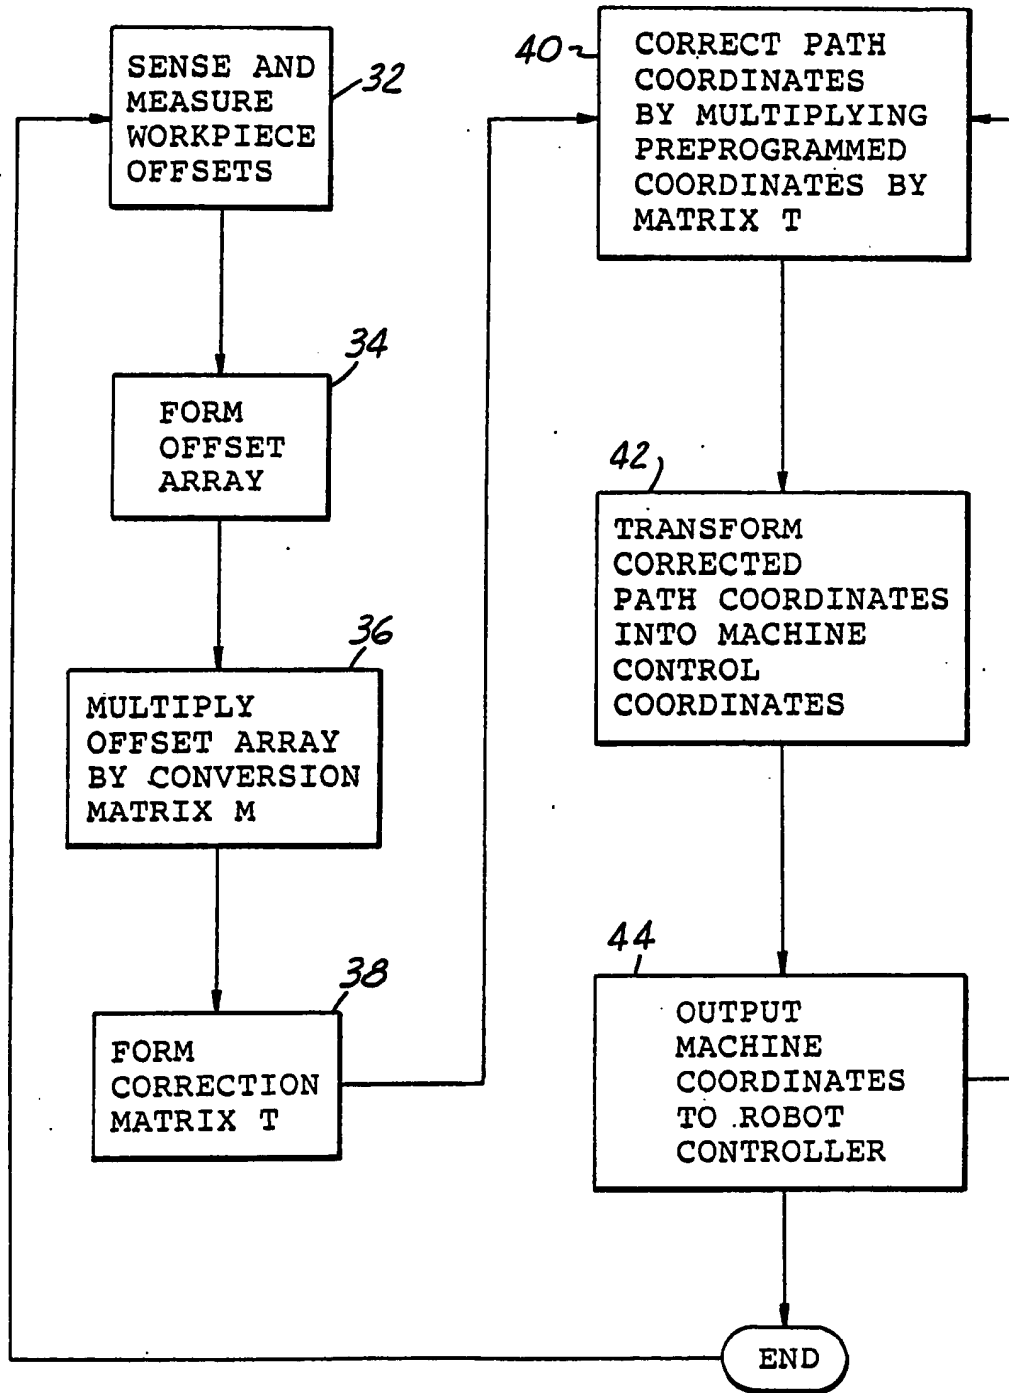 32
SENSE AND
MEASURE
WORKPIECE
OFFSETS
34
FORM
OFFSET
ARRAY
36
MULTIPLY
OFFSET ARRAY
BY CONVERSION
MATRIX M
38
FORM
CORRECTION
MATRIX T
40
CORRECT PATH
COORDINATES
BY MULTIPLYING
PREPROGRAMMED
COORDINATES BY
MATRIX T
42
TRANSFORM
CORRECTED
PATH COORDINATES
INTO MACHINE
CONTROL
COORDINATES
44
OUTPUT
MACHINE
COORDINATES
TO ROBOT
CONTROLLER
END